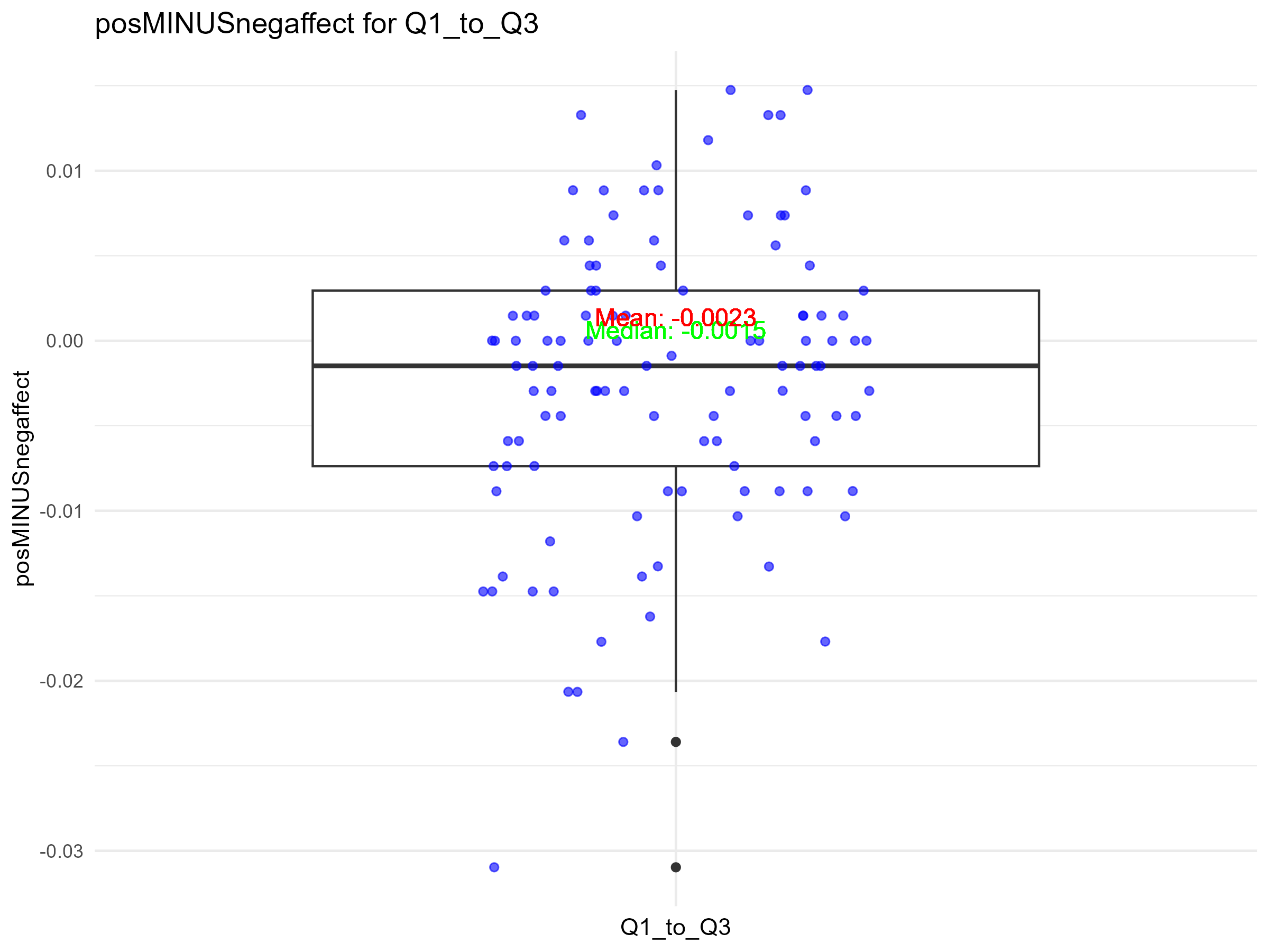 posMINUSnegaffect for Q1_to_Q3
posMINUSnegaffect
0.01
0.00
-0.01
-0.02
-0.03
Mean: -0.0023
Median: -0.0015
Q1_to_Q3